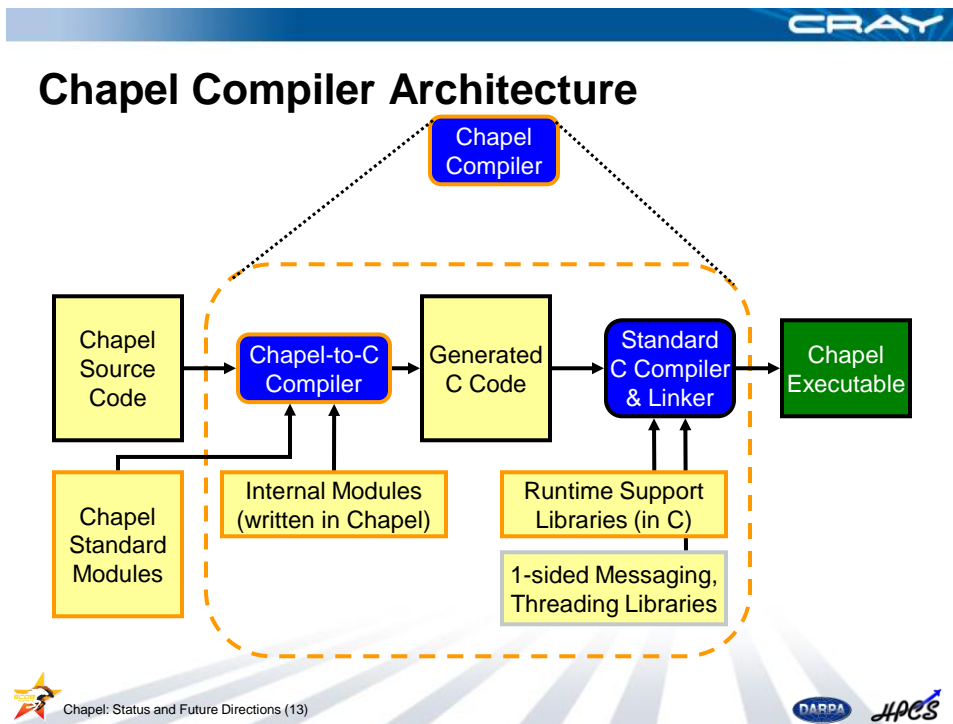 CRAY
Chapel Compiler Architecture
Chapel
Compiler
Chapel
Source
Code
Chapel-to-C
Compiler
Generated
C Code
Standard
C Compiler
& Linker
Chapel
Executable
Chapel
Standard
Modules
Internal Modules
(written in Chapel)
Runtime Support
Libraries (in C)
1-sided Messaging,
Threading Libraries
Chapel: Status and Future Directions (13)
DARPA
HPCS